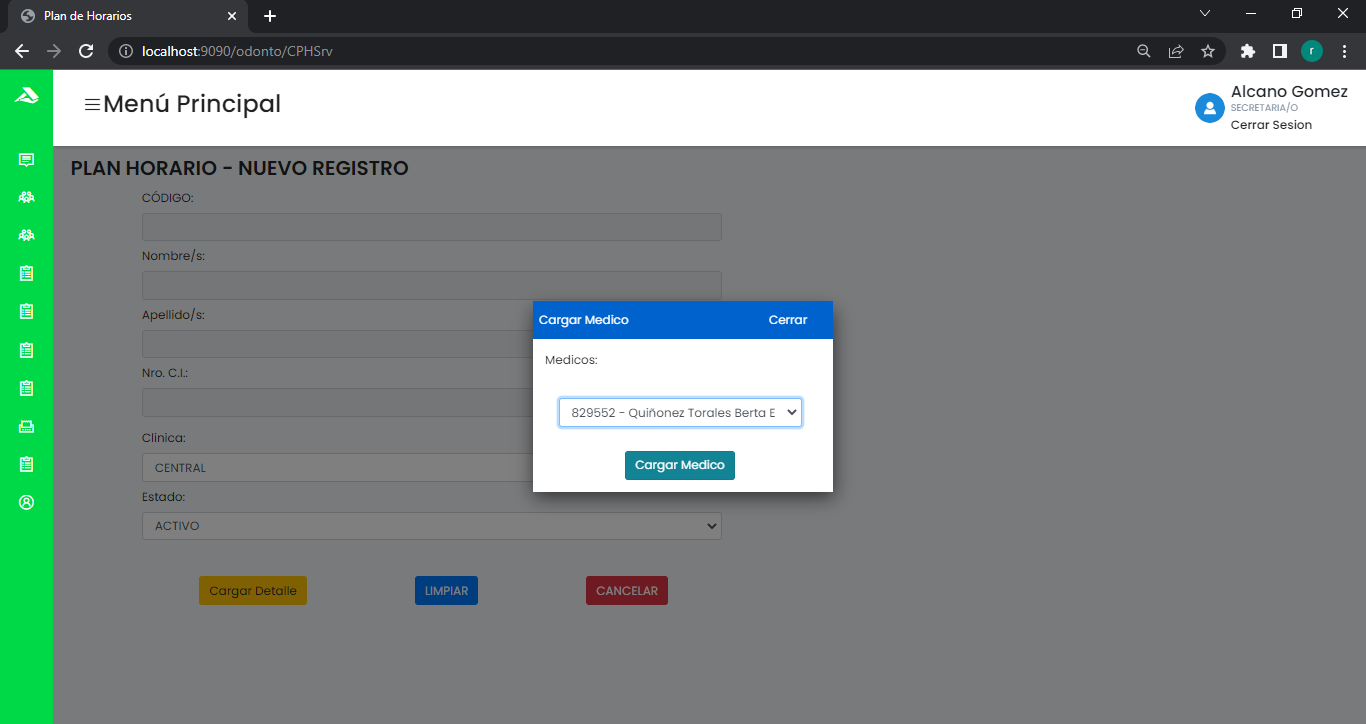 Plan de Horarios
localhost:9090/odonto/CPHSrv
r
Menú Principal
Alcano Gomez
SECRETARIA/O
Cerrar Sesion
PLAN HORARIO - NUEVO REGISTRO
CÓDIGO:
Nombre/s:
Apellido/s:
Nro. C.I.:
Clinica:
CENTRAL
Estado:
ACTIVO
Cargar Detalle LIMPIAR CANCELAR
Cargar Medico Cerrar
Medicos:
829552 - Quiñonez Torales Berta E
Cargar Medico